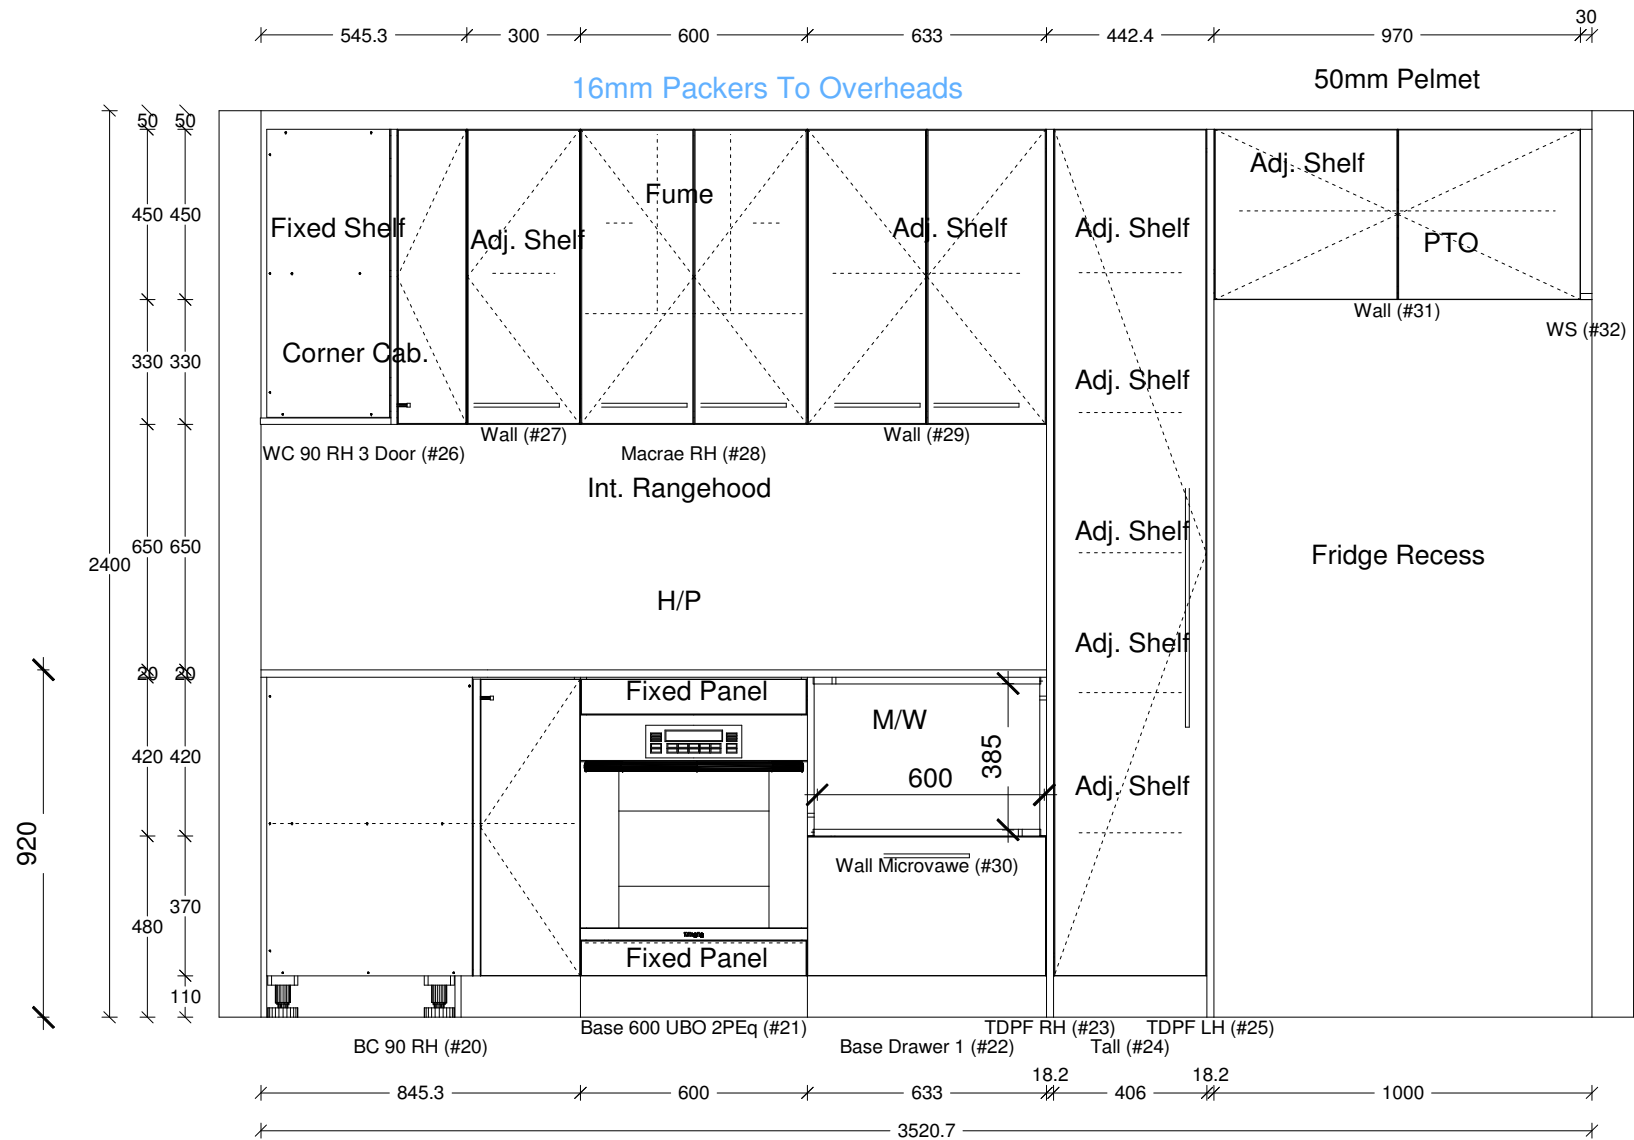 30
545.3
300
600
633
442.4
970
16mm Packers To Overheads
50mm Pelmet
50 50
450 450
330 330
650 650
2400
20 20
420 420
480
370
110
920
Fixed Shelf
Corner Cab.
Adj. Shelf
Fume
Adj. Shelf
Adj. Shelf
Adj. Shelf
Adj. Shelf
Adj. Shelf
Adj. Shelf
Adj. Shelf
PTO
Wall (#31)
WS (#32)
WC 90 RH 3 Door (#26)
Wall (#27)
Macrae RH (#28)
Wall (#29)
Int. Rangehood
H/P
Fridge Recess
Fixed Panel
M/W
600
385
Wall Microvawe (#30)
Fixed Panel
Base 600 UBO 2PEq (#21)
TDPF RH (#23)
TDPF LH (#25)
BC 90 RH (#20)
Base Drawer 1 (#22)
Tall (#24)
845.3
600
633
18.2
406
18.2
1000
3520.7